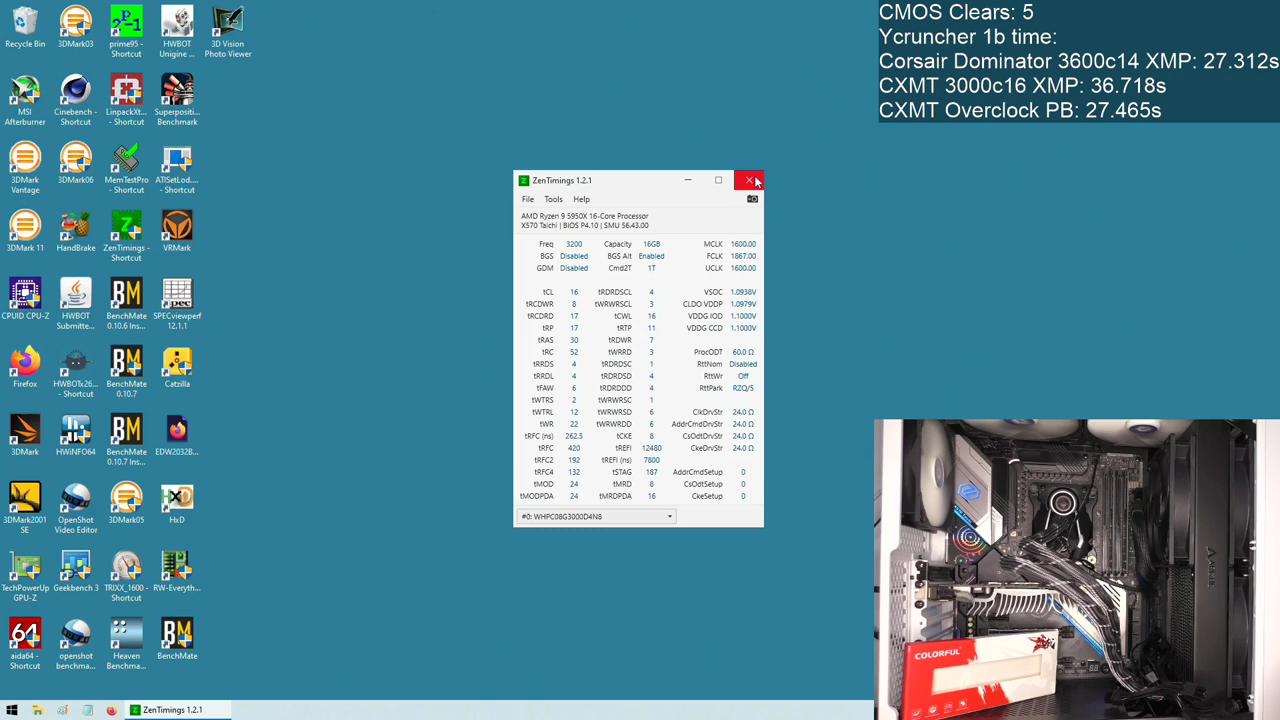 CMOS Clears: 5
Ycruncher 1b time:
Corsair Dominator 3600c14 XMP: 27.312s
CXMT 3000c16 XMP: 36.718s
CXMT Overclock PB: 27.465s
Recycle Bin
3DMark03
prime95 - Shortcut
HWBOT Unigine ...
3D Vision Photo Viewer
MSI Afterburner
Cinebench - Shortcut
LinpackXt... - Shortcut
Superposition Benchmark
3DMark Vantage
3DMark06
MemTestPro - Shortcut
ATISetLod.... - Shortcut
3DMark 11
HandBrake
ZenTimings - Shortcut
VRMark
CPUID CPU-Z
HWBOT Submitte...
BenchMate 0.10.6 Ins...
SPECviewperf 12.1.1
Firefox
HWBOTx26... - Shortcut
BenchMate 0.10.7
Catzilla
3DMark
HWiNFO64
BenchMate 0.10.7 Ins...
EDW2032B...
3DMark2001 SE
OpenShot Video Editor
3DMark05
HxD
TechPowerUp GPU-Z
Geekbench 3
TRIXX_1600 - Shortcut
RW-Everyth...
aida64 - Shortcut
openshot benchma...
Heaven Benchma...
BenchMate
ZenTimings 1.2.1
File Tools Help
AMD Ryzen 9 5950X 16-Core Processor
X570 Taichi | BIOS P4.10 | SMU 56.43.00
Freq 3200 Capacity 16GB MCLK 1600.00
BGS Disabled BGS Alt Enabled FCLK 1867.00
GDM Disabled Cmd2T 1T UCLK 1600.00
tCL 16 tRDRDSCL 4 VSOC 1.0938V
tRCDWR 8 tWRWRSCL 3 CLDO VDDP 1.0979V
tRCDRD 17 tCWL 16 VDDG IOD 1.1000V
tRP 17 tRTP 11 VDDG CCD 1.1000V
tRAS 30 tRDWR 7
tRC 52 tWRRD 3 ProcODT 60.0 Ω
tRRDS 4 tRDRDSC 1 RttNom Disabled
tRRDL 4 tRDRDSD 4 RttWr Off
tFAW 6 tRDRDDD 4 RttPark RZQ/5
tWTRS 2 tWRWRSC 1
tWTRL 12 tWRWRSD 6 ClkDrvStr 24.0 Ω
tWR 22 tWRWRDD 6 AddrCmdDrvStr 24.0 Ω
tRFC (ns) 262.5 tCKE 8 CsOdtDrvStr 24.0 Ω
tRFC 420 tREFI 12480 CkeDrvStr 24.0 Ω
tRFC2 192 tREFI (ns) 7800
tRFC4 132 tSTAG 187 AddrCmdSetup 0
tMOD 24 tMRD 8 CsOdtSetup 0
tMODPDA 24 tMRDPDA 16 CkeSetup 0
#0: WHPC08G3000D4N8
COLORFUL
ZenTimings 1.2.1